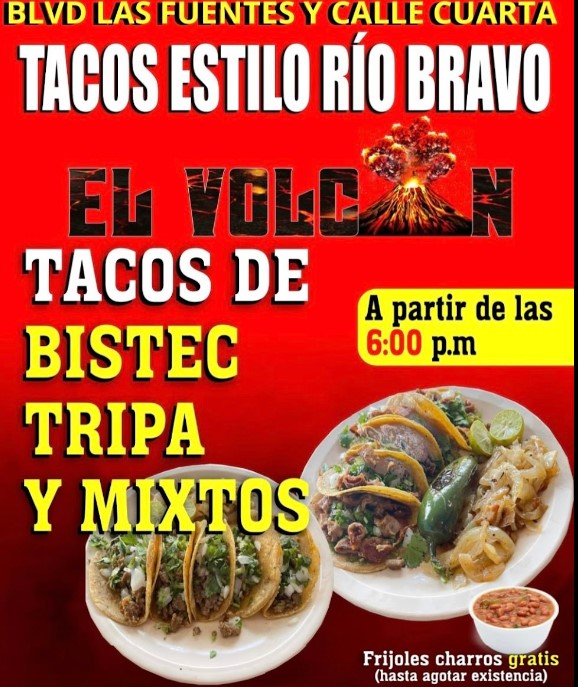 BLVD LAS FUENTES Y CALLE CUARTA
TACOS ESTILO RÍO BRAVO
EL VOLCÁN
TACOS DE
BISTEC
TRIPA
Y MIXTOS
A partir de las
6:00 p.m
Frijoles charros gratis
(hasta agotar existencia)